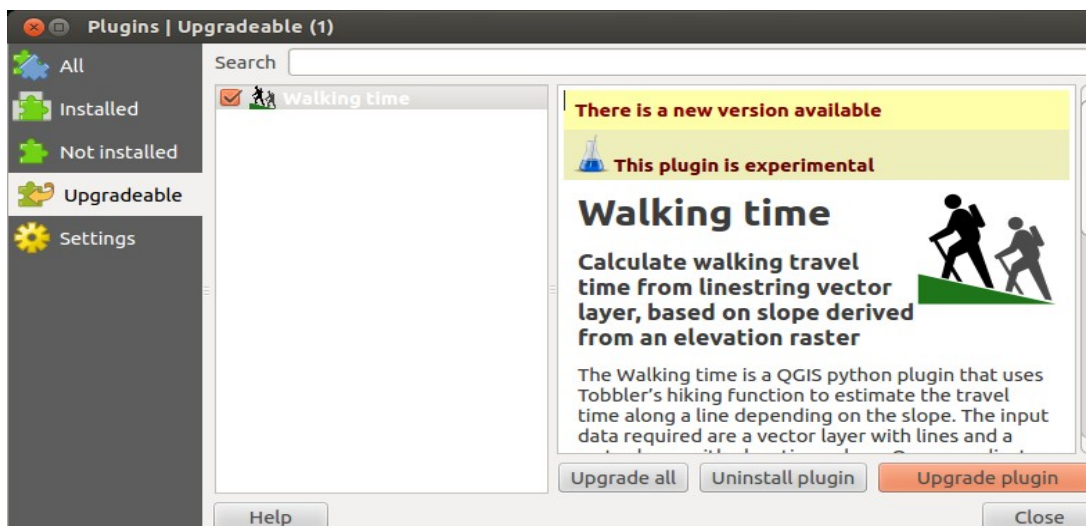 Plugins | Upgradeable (1)
All
Installed
Not installed
Upgradeable
Settings
Search
Walking time
There is a new version available
This plugin is experimental
Walking time
Calculate walking travel
time from linestring vector
layer, based on slope derived
from an elevation raster
The Walking time is a QGIS python plugin that uses
Tobbler's hiking function to estimate the travel
time along a line depending on the slope. The input
data required are a vector layer with lines and a
Upgrade all
Uninstall plugin
Upgrade plugin
Help
Close